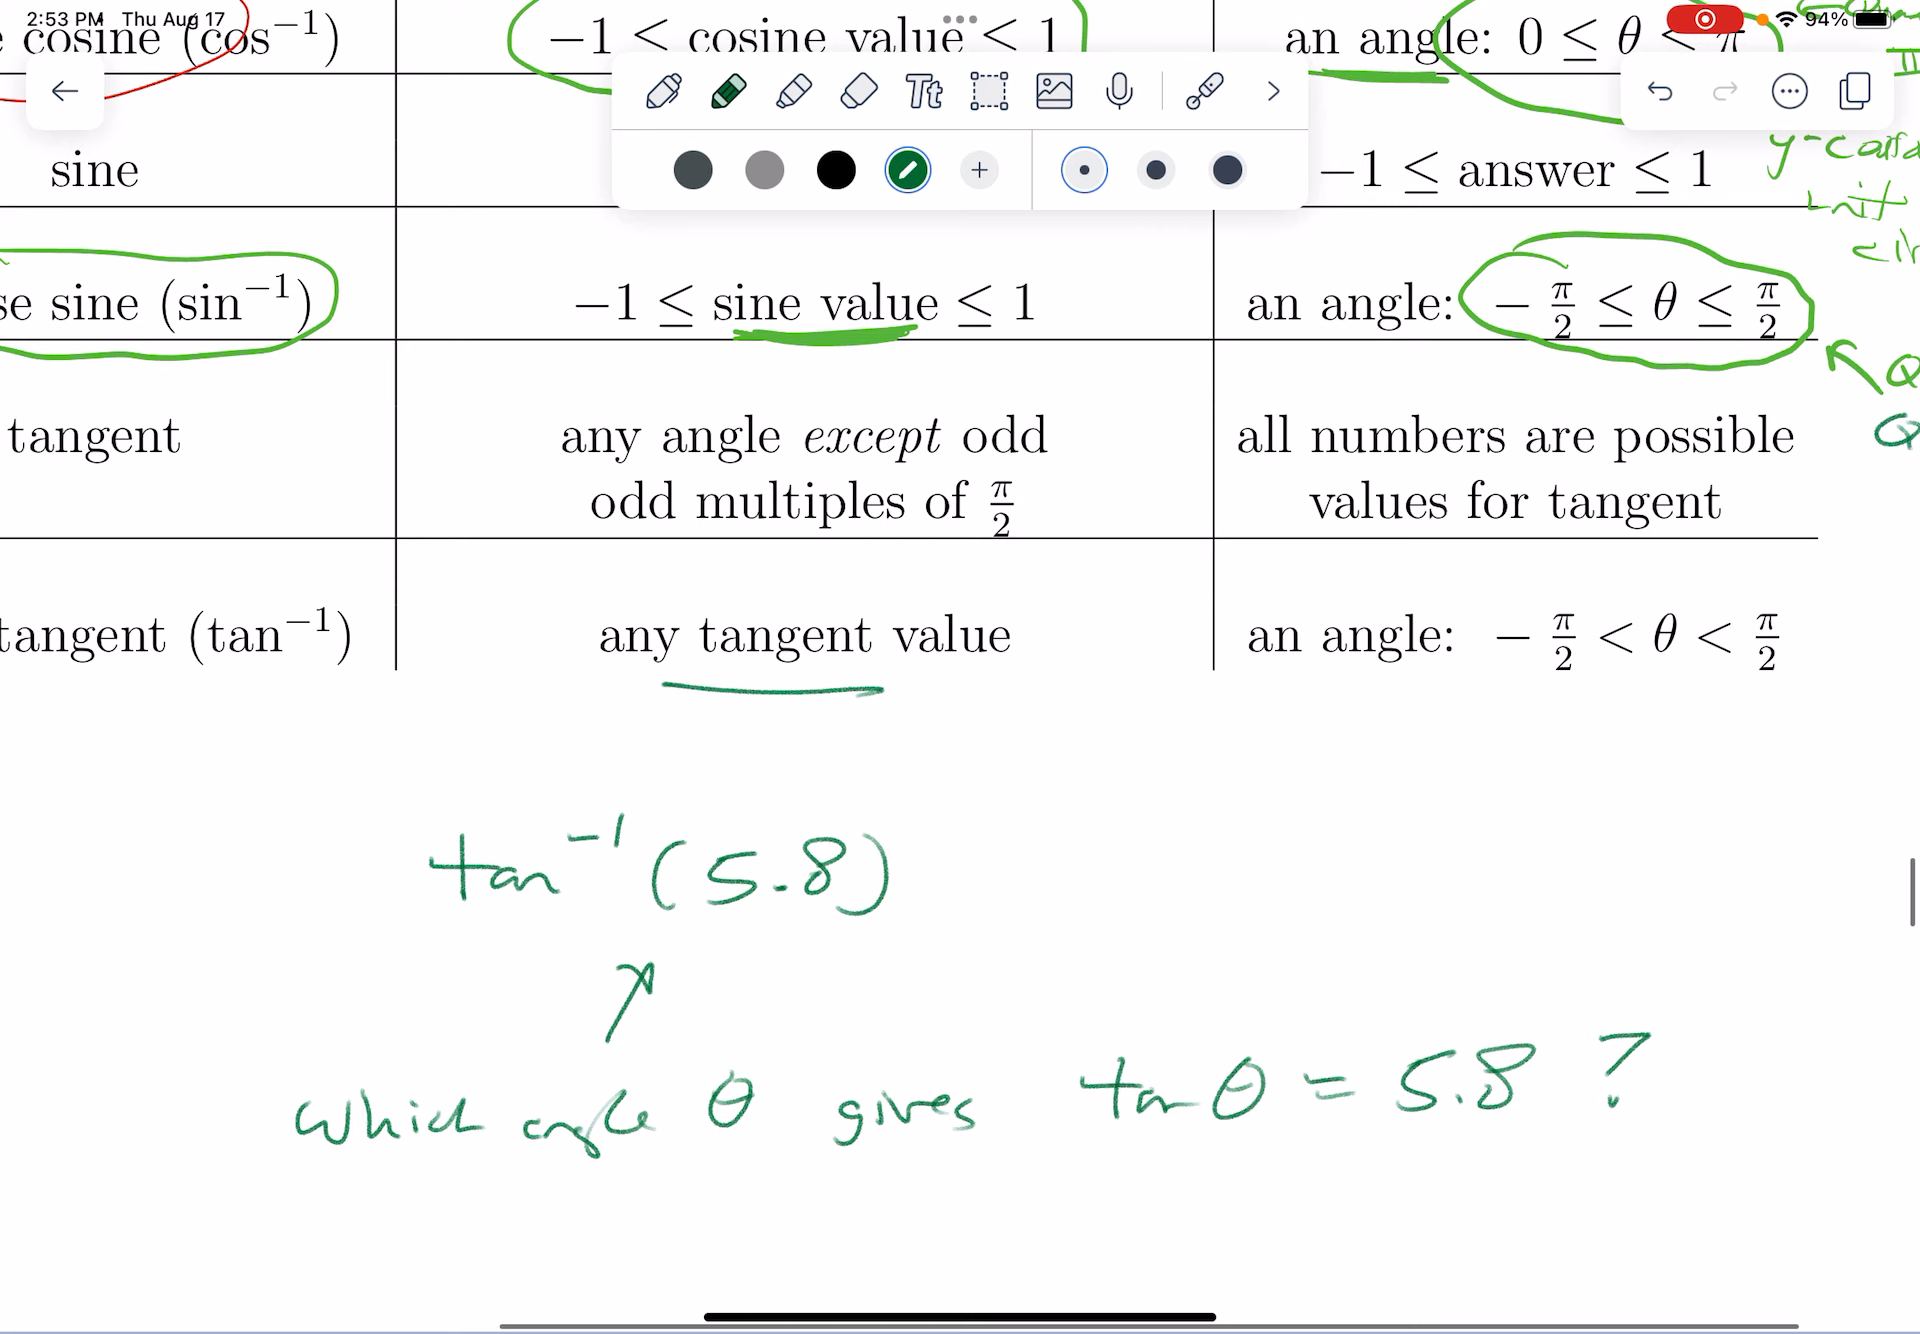 2:53 PM Thu Aug 17
94%
cosine (cos⁻¹)
−1 ≤ cosine value ≤ 1
an angle: 0 ≤ θ ≤ π
Tt
sine
−1 ≤ answer ≤ 1
unit
se sine (sin⁻¹)
−1 ≤ sine value ≤ 1
an angle: −π/2 ≤ θ ≤ π/2
Q
Q
tangent
any angle except odd
odd multiples of π/2
all numbers are possible
values for tangent
tangent (tan⁻¹)
any tangent value
an angle: −π/2 < θ < π/2
tan⁻¹(5.8)
which angle θ gives tan θ = 5.8 ?